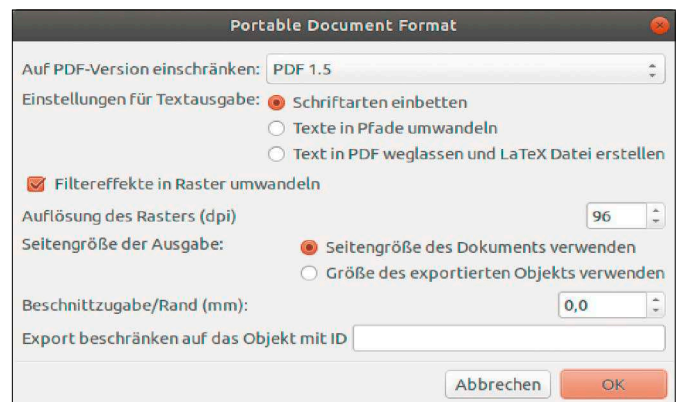 Portable Document Format
Auf PDF-Version einschränken: PDF 1.5
Einstellungen für Textausgabe: Schriftarten einbetten
Texte in Pfade umwandeln
Text in PDF weglassen und LaTeX Datei erstellen
Filtereffekte in Raster umwandeln
Auflösung des Rasters (dpi) 96
Seitengröße der Ausgabe: Seitengröße des Dokuments verwenden
Größe des exportierten Objekts verwenden
Beschnittzugabe/Rand (mm): 0,0
Export beschränken auf das Objekt mit ID
Abbrechen OK